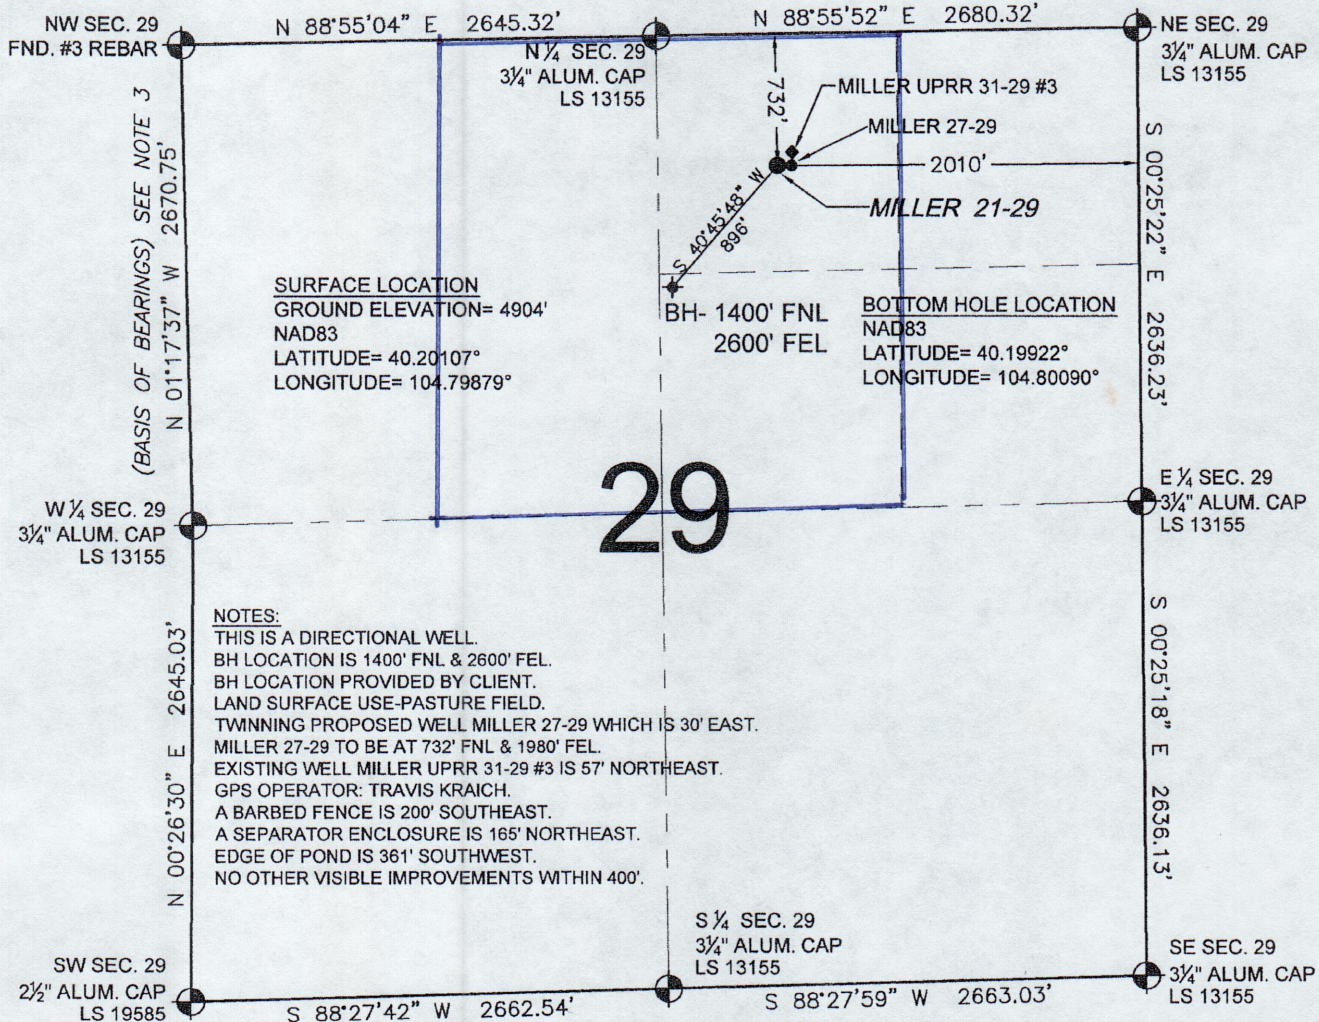 NW SEC. 29
FND. #3 REBAR
N 88°55'04" E 2645.32'
N 1/4 SEC. 29
3¼" ALUM. CAP
LS 13155
N 88°55'52" E 2680.32'
NE SEC. 29
3¼" ALUM. CAP
LS 13155
(BASIS OF BEARINGS) SEE NOTE 3
N 01°17'37" W 2670.75'
732'
MILLER UPRR 31-29 #3
MILLER 27-29
2010'
MILLER 21-29
S 40°45'48" W
896'
S 00°25'22" E 2636.23'
SURFACE LOCATION
GROUND ELEVATION= 4904'
NAD83
LATITUDE= 40.20107°
LONGITUDE= 104.79879°
BH- 1400' FNL
2600' FEL
BOTTOM HOLE LOCATION
NAD83
LATITUDE= 40.19922°
LONGITUDE= 104.80090°
29
W ¼ SEC. 29
3¼" ALUM. CAP
LS 13155
E ¼ SEC. 29
3¼" ALUM. CAP
LS 13155
N 00°26'30" E 2645.03'
NOTES:
THIS IS A DIRECTIONAL WELL.
BH LOCATION IS 1400' FNL & 2600' FEL.
BH LOCATION PROVIDED BY CLIENT.
LAND SURFACE USE-PASTURE FIELD.
TWINNING PROPOSED WELL MILLER 27-29 WHICH IS 30' EAST.
MILLER 27-29 TO BE AT 732' FNL & 1980' FEL.
EXISTING WELL MILLER UPRR 31-29 #3 IS 57' NORTHEAST.
GPS OPERATOR: TRAVIS KRAICH.
A BARBED FENCE IS 200' SOUTHEAST.
A SEPARATOR ENCLOSURE IS 165' NORTHEAST.
EDGE OF POND IS 361' SOUTHWEST.
NO OTHER VISIBLE IMPROVEMENTS WITHIN 400'.
S 00°25'18" E 2636.13'
SW SEC. 29
2½" ALUM. CAP
LS 19585
S 88°27'42" W 2662.54'
S ¼ SEC. 29
3¼" ALUM. CAP
LS 13155
S 88°27'59" W 2663.03'
SE SEC. 29
3¼" ALUM. CAP
LS 13155